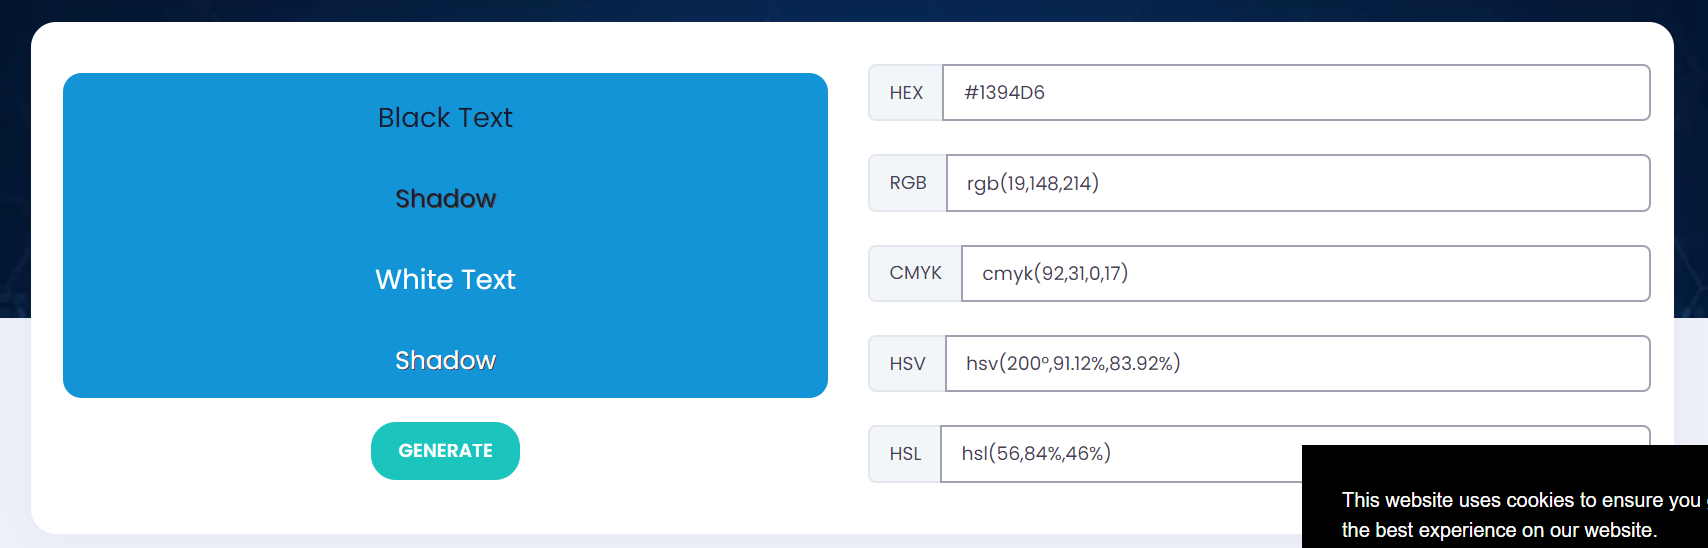 Black Text
Shadow
White Text
Shadow
GENERATE
HEX #1394D6
RGB rgb(19,148,214)
CMYK cmyk(92,31,0,17)
HSV hsv(200º,91.12%,83.92%)
HSL hsl(56,84%,46%)
This website uses cookies to ensure you
the best experience on our website.